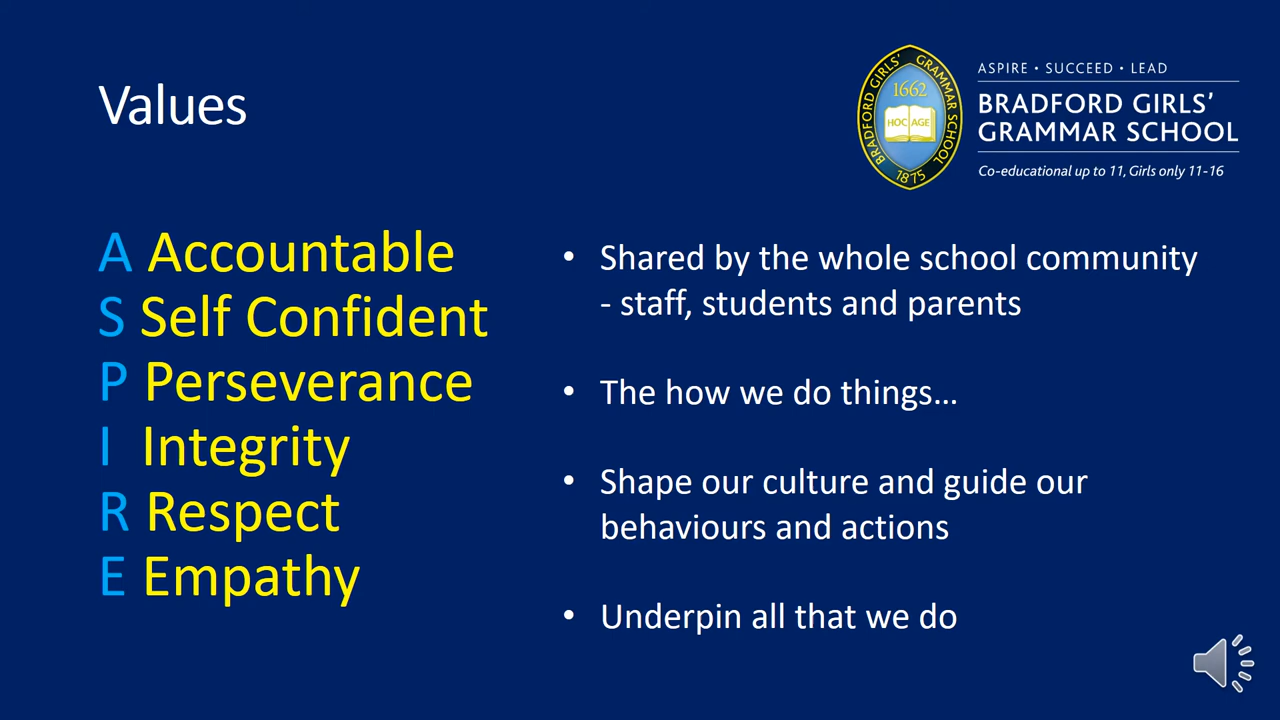 Values
BRADFORD GIRLS' GRAMMAR SCHOOL
1662
HOC AGE
1875
ASPIRE • SUCCEED • LEAD
BRADFORD GIRLS'
GRAMMAR SCHOOL
Co-educational up to 11, Girls only 11-16
A Accountable
S Self Confident
P Perseverance
I Integrity
R Respect
E Empathy
• Shared by the whole school community
- staff, students and parents
• The how we do things…
• Shape our culture and guide our
behaviours and actions
• Underpin all that we do